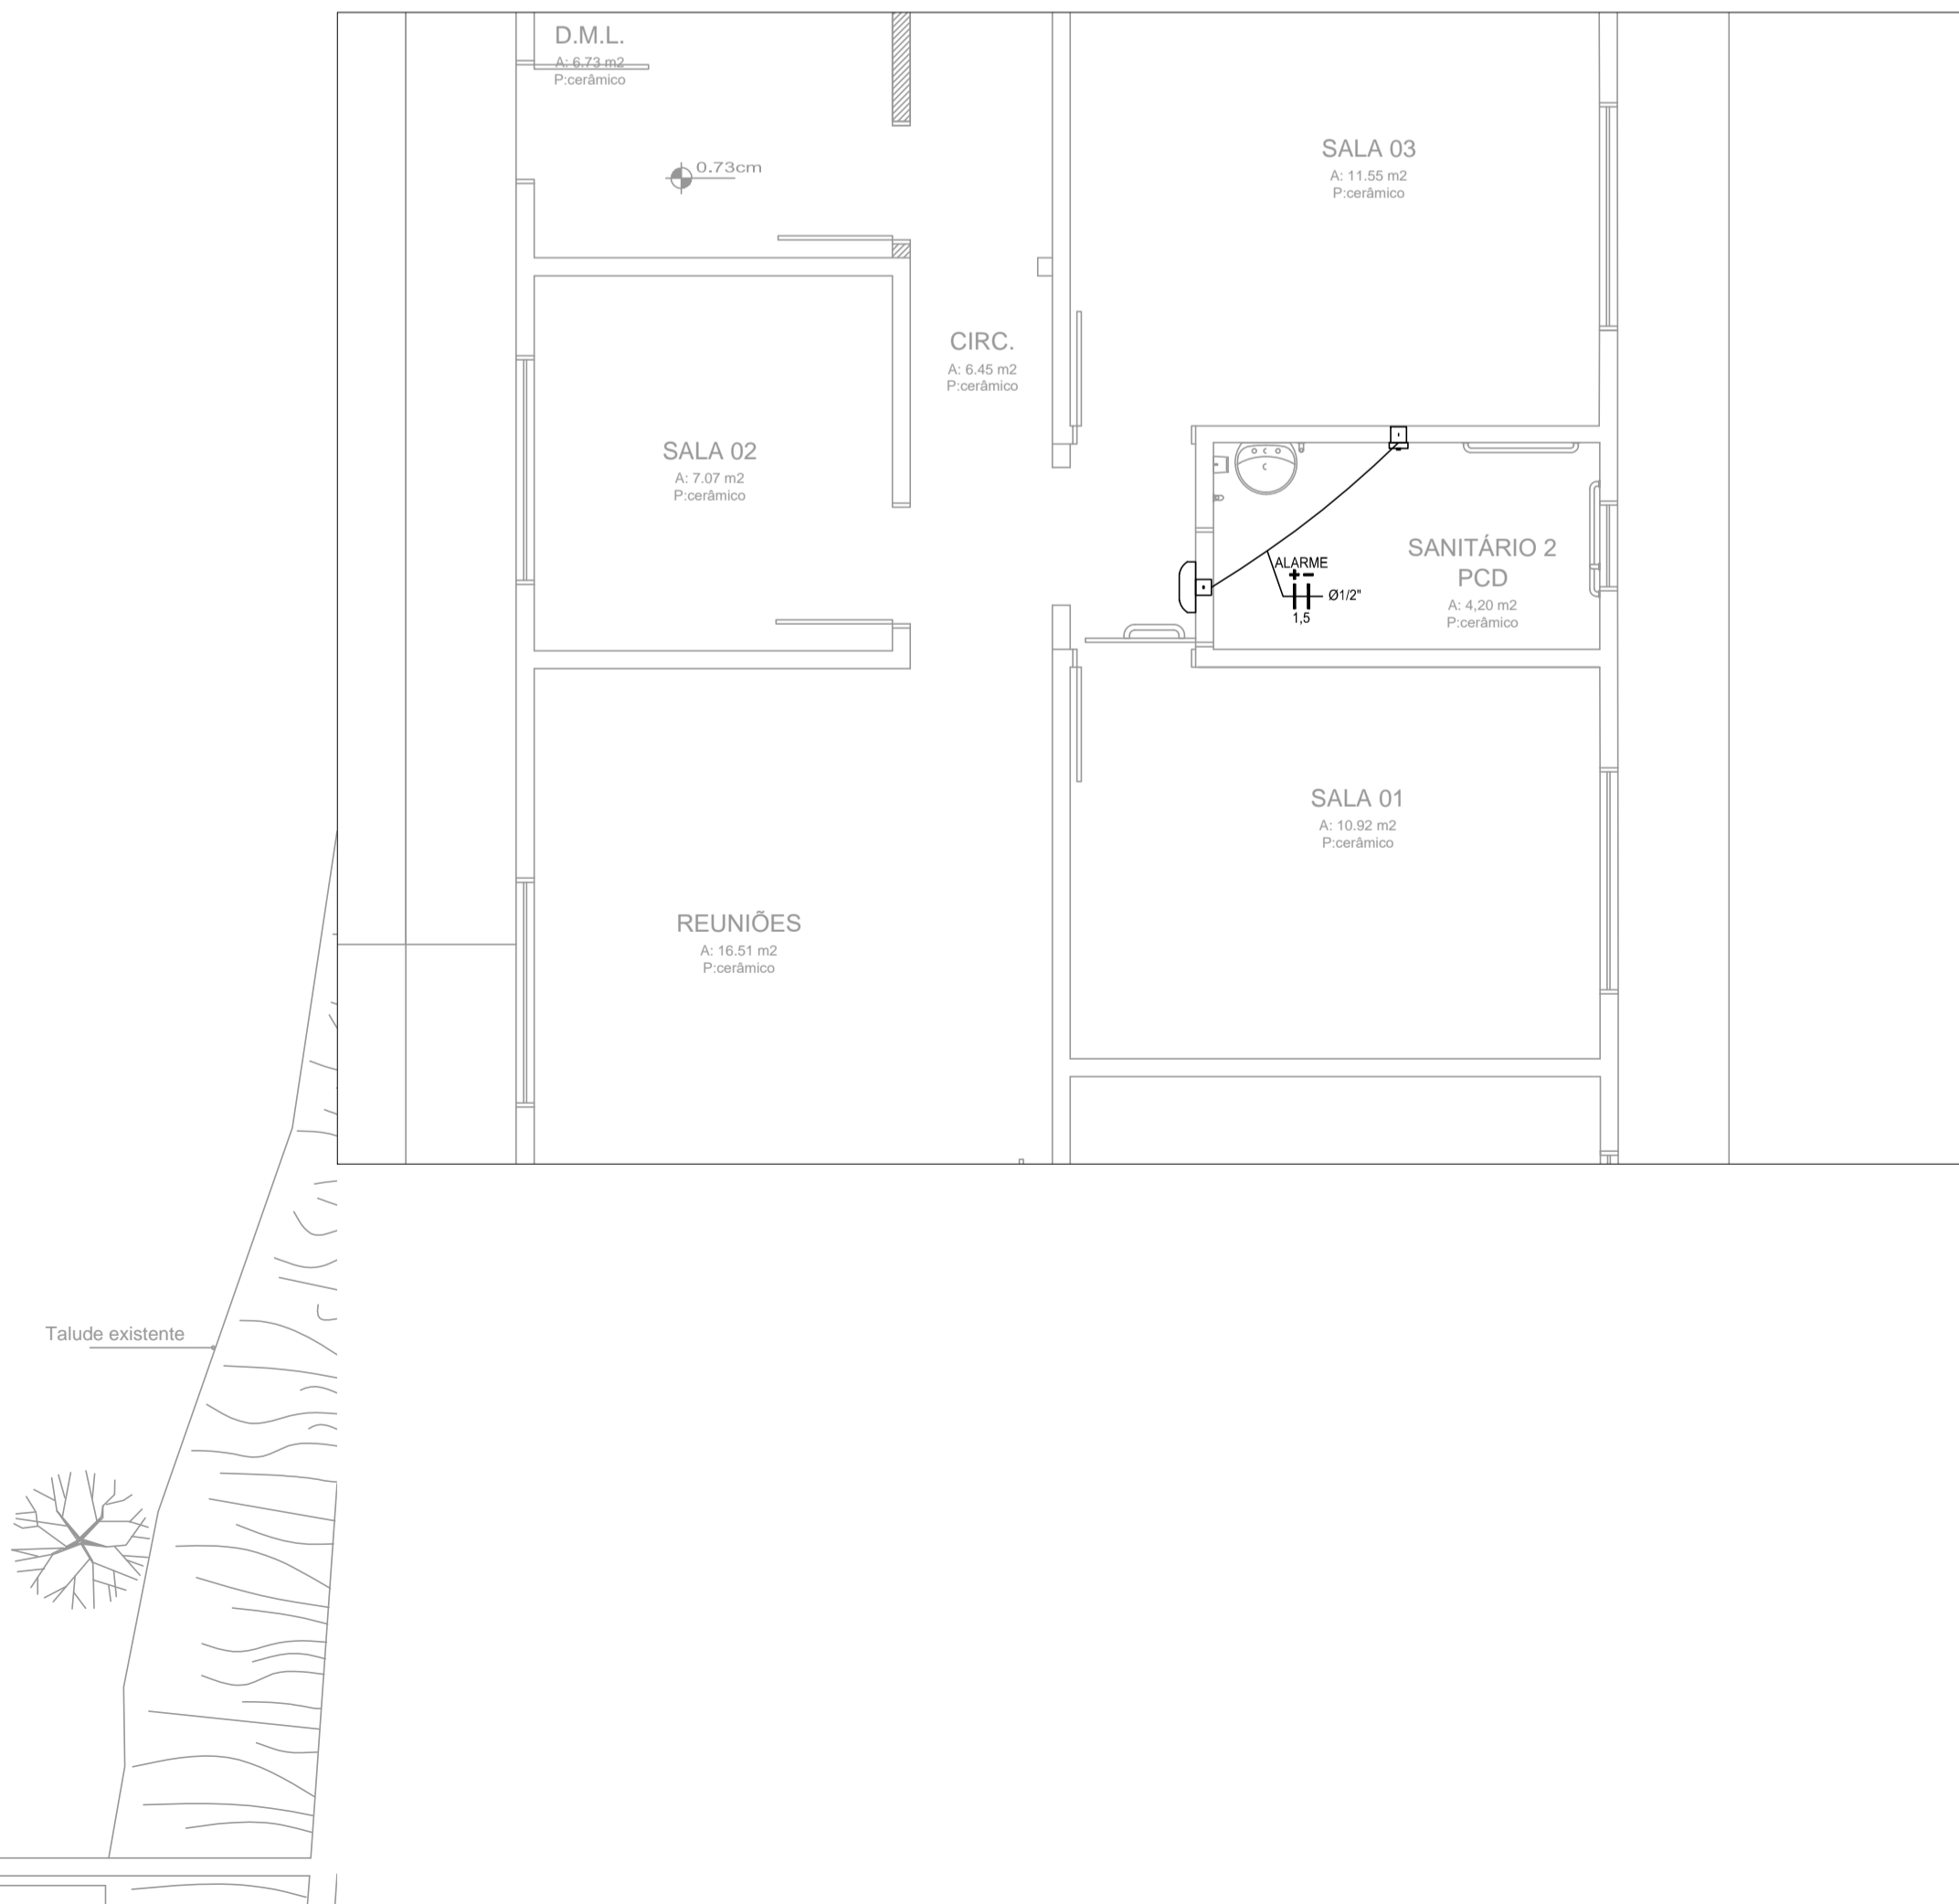 D.M.L.
A: 6.73 m2
P:cerâmico
0.73cm
SALA 03
A: 11.55 m2
P:cerâmico
CIRC.
A: 6.45 m2
P:cerâmico
SALA 02
A: 7.07 m2
P:cerâmico
ALARME
+ -
Ø1/2"
1,5
SANITÁRIO 2
PCD
A: 4,20 m2
P:cerâmico
SALA 01
A: 10.92 m2
P:cerâmico
REUNIÕES
A: 16.51 m2
P:cerâmico
Talude existente